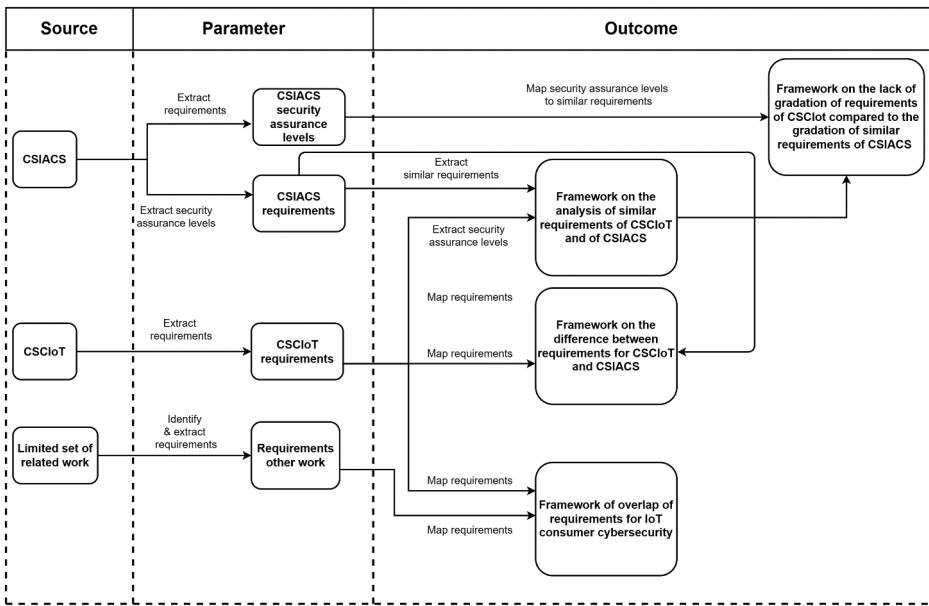 Source
Parameter
Outcome
Extract
requirements
CSIACS
security
assurance
levels
Map security assurance levels
to similar requirements
Framework on the lack of
gradation of requirements
of CSCIot compared to the
gradation of similar
requirements of CSIACS
CSIACS
Extract security
assurance levels
CSIACS
requirements
Extract
similar requirements
Framework on the
analysis of similar
requirements of CSCIoT
and of CSIACS
Extract security
assurance levels
Map requirements
CSCIoT
Extract
requirements
CSCIoT
requirements
Map requirements
Framework on the
difference between
requirements for CSCIoT
and CSIACS
Limited set of
related work
Identify
& extract
requirements
Requirements
other work
Map requirements
Map requirements
Framework of overlap of
requirements for IoT
consumer cybersecurity